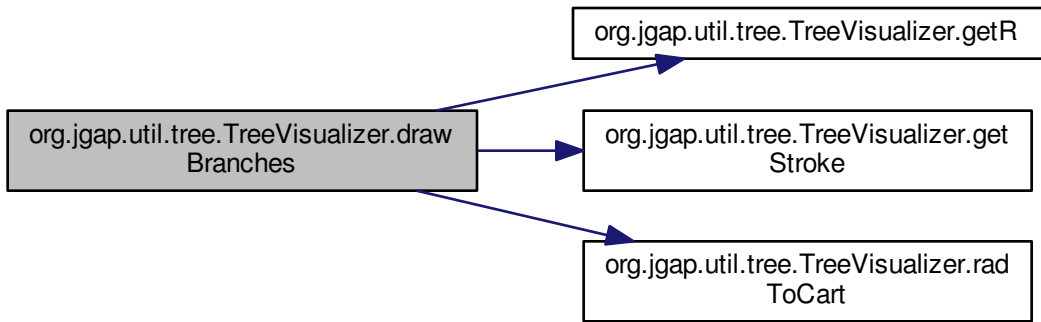 org.jgap.util.tree.TreeVisualizer.getR
org.jgap.util.tree.TreeVisualizer.draw
Branches
org.jgap.util.tree.TreeVisualizer.get
Stroke
org.jgap.util.tree.TreeVisualizer.rad
ToCart